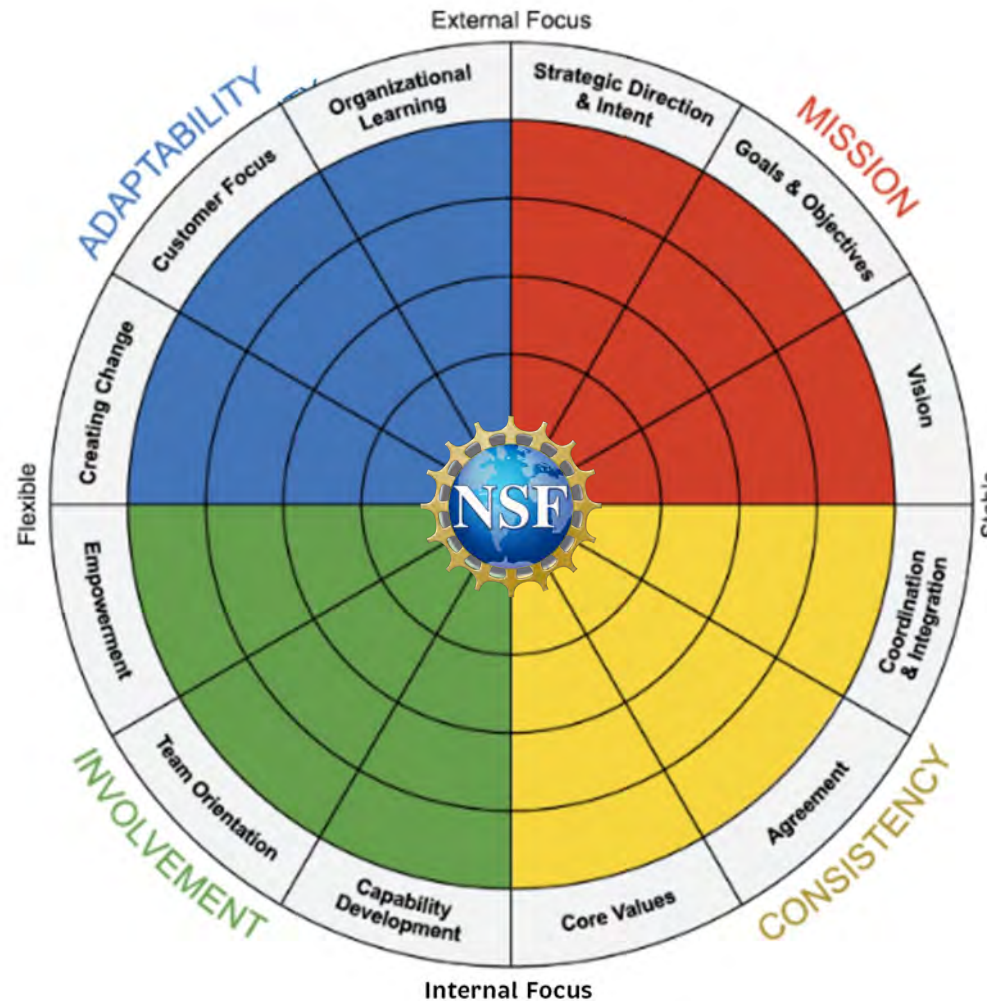 External Focus
ADAPTABILITY
MISSION
Organizational
Learning
Strategic Direction
& Intent
Customer Focus
Goals & Objectives
Creating Change
Vision
Flexible
NSF
Empowerment
Coordination
& Integration
Team Orientation
Agreement
INVOLVEMENT
CONSISTENCY
Capability
Development
Core Values
Internal Focus